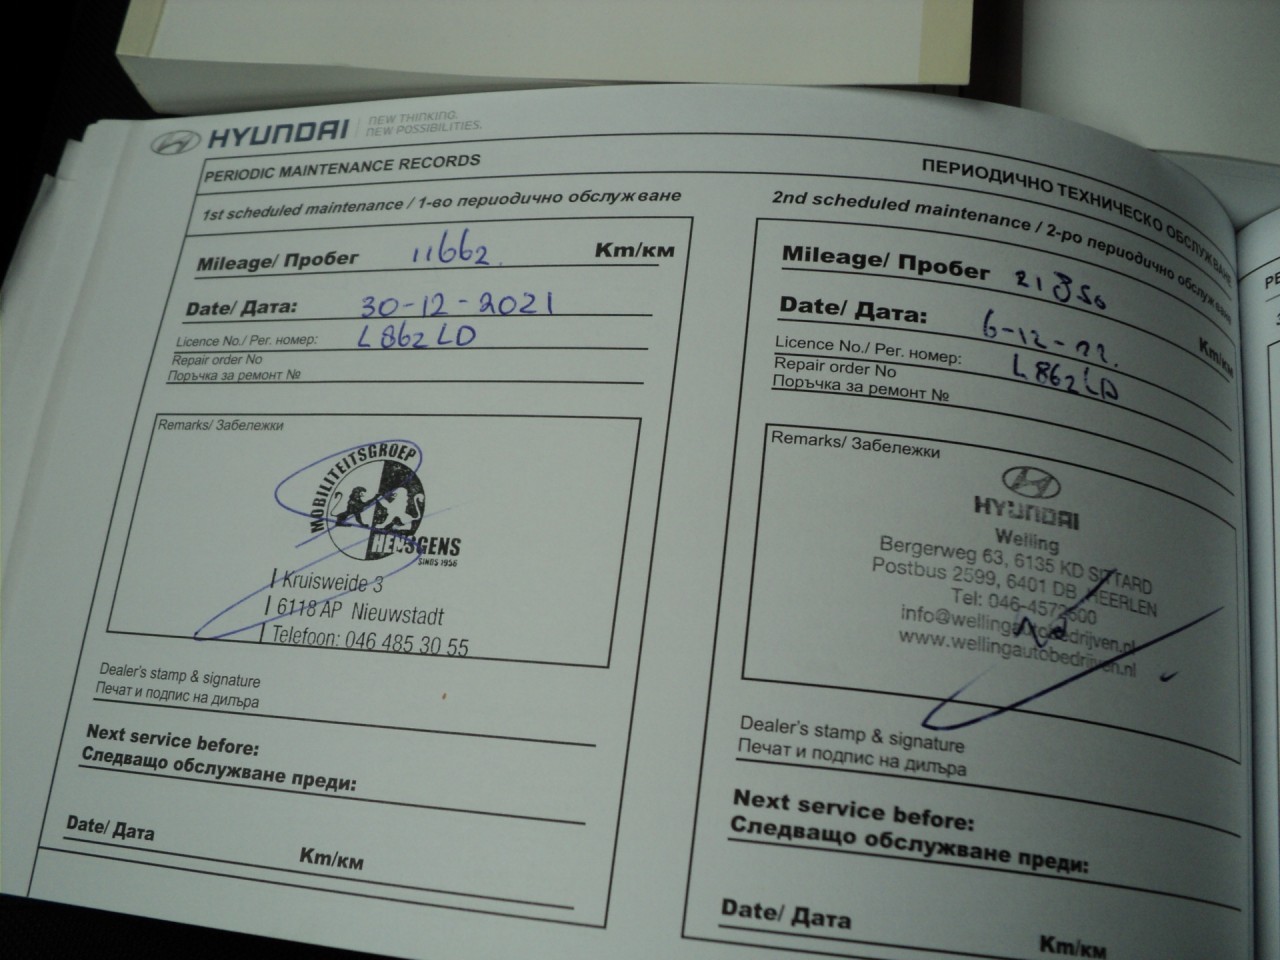 HYUNDAI
NEW THINKING.
NEW POSSIBILITIES.
PERIODIC MAINTENANCE RECORDS
ПЕРИОДИЧНО ТЕХНИЧЕСКО ОБСЛУЖВАНЕ
1st scheduled maintenance / 1-во периодично обслужване
Mileage/ Пробег 11662 Km/км
Date/ Дата: 30-12-2021
Licence No./ Рег. номер: L862LD
Repair order No
Поръчка за ремонт №
Remarks/ Забележки
MOBILITEITSGROEP
HENSGENS
SINDS 1956
Kruisweide 3
6118 AP Nieuwstadt
Telefoon: 046 485 30 55
Dealer's stamp & signature
Печат и подпис на дилъра
Next service before:
Следващо обслужване преди:
Date/ Дата Km/км
2nd scheduled maintenance / 2-ро периодично обслужване
Mileage/ Пробег 21850 Km/км
Date/ Дата: 6-12-22.
Licence No./ Рег. номер: L862LD
Repair order No
Поръчка за ремонт №
Remarks/ Забележки
HYUNDAI
Welling
Bergerweg 63, 6135 KD SITTARD
Postbus 2599, 6401 DB HEERLEN
Tel: 046-4572600
info@wellingautobedrijven.nl
www.wellingautobedrijven.nl
Dealer's stamp & signature
Печат и подпис на дилъра
Next service before:
Следващо обслужване преди:
Date/ Дата Km/км